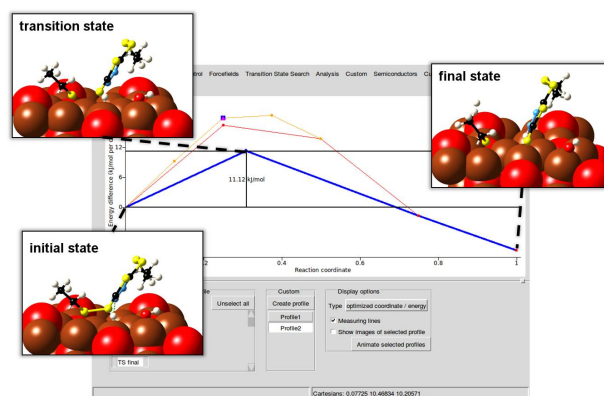 transition state
trol Forcefields Transition State Search Analysis Custom Semiconductors Cu
final state
Energy difference (kJ/mol per
12
6
0
11.12 kJ/mol
initial state
0.4 0.6 0.8 1
Reaction coordinate
file
Unselect all
TS final
Custom
Create profile
Profile1
Profile2
Display options
Type optimized coordinate / energy
Measuring lines
Show images of selected profile
Animate selected profiles
Cartesians: 0.07725 10.46834 10.20571